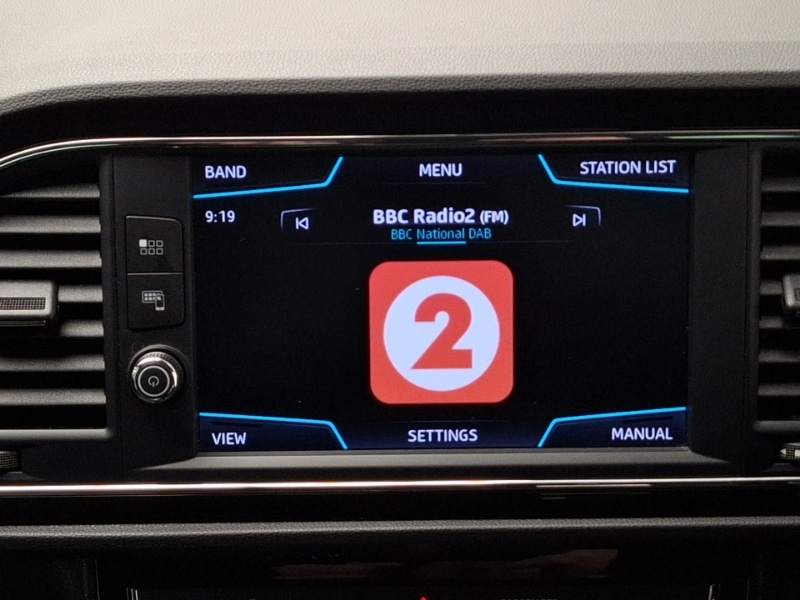 BAND
MENU
STATION LIST
9:19
BBC Radio2 (FM)
BBC National DAB
2
VIEW
SETTINGS
MANUAL